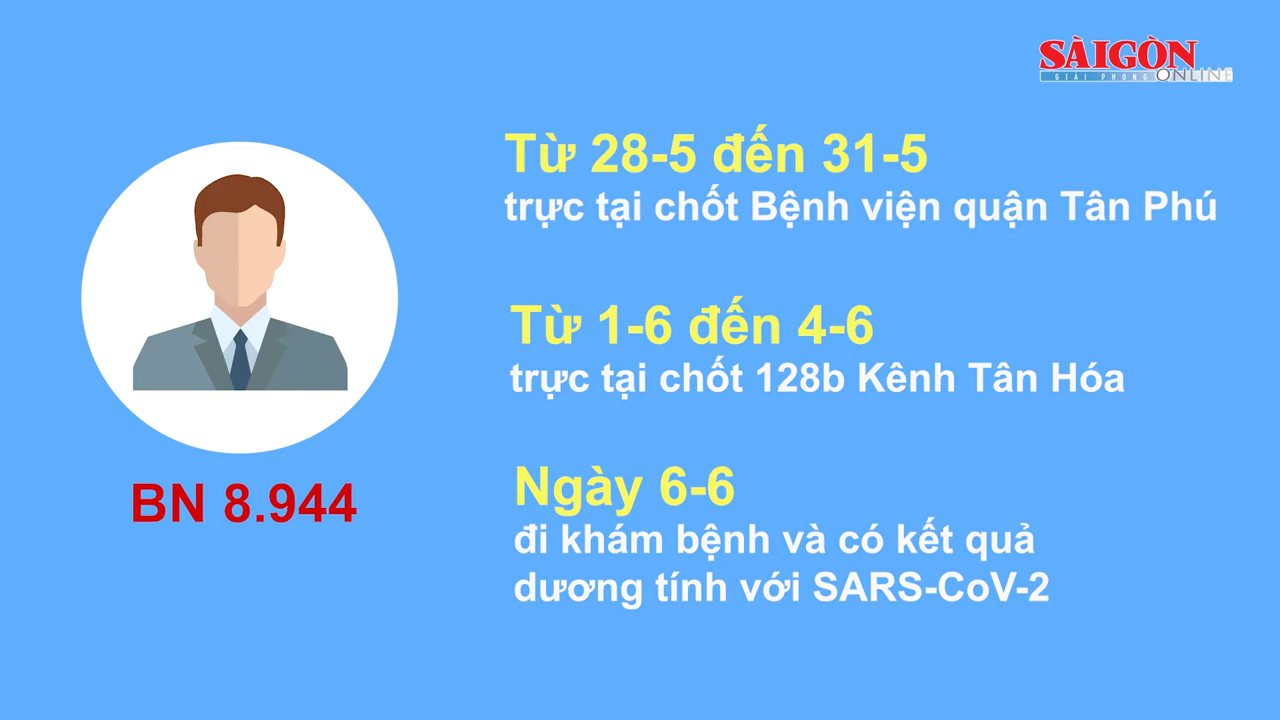 SÀI GÒN
GIẢI PHÓNG ONLINE
Từ 28-5 đến 31-5
trực tại chốt Bệnh viện quận Tân Phú
Từ 1-6 đến 4-6
trực tại chốt 128b Kênh Tân Hóa
BN 8.944
Ngày 6-6
đi khám bệnh và có kết quả
dương tính với SARS-CoV-2